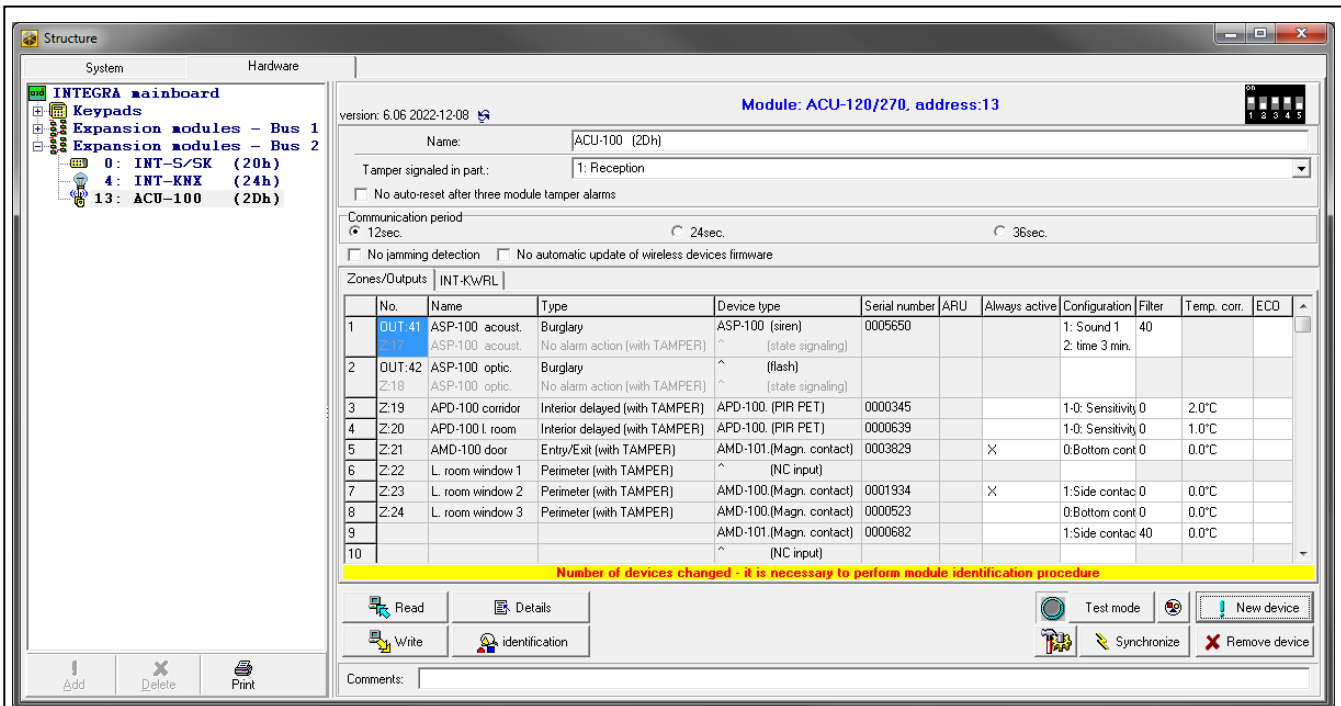 Structure
System Hardware
INTEGRA mainboard
Keypads
Expansion modules - Bus 1
Expansion modules - Bus 2
0: INT-S/SK (20h)
4: INT-KNX (24h)
13: ACU-100 (2Dh)
Add Delete Print
version: 6.06 2022-12-08 Module: ACU-120/270, address:13
on
1 2 3 4 5
Name: ACU-100 (2Dh)
Tamper signaled in part.: 1: Reception
No auto-reset after three module tamper alarms
Communication period
12sec. 24sec. 36sec.
No jamming detection No automatic update of wireless devices firmware
Zones/Outputs INT-KWRL
No. Name Type Device type Serial number ARU Always active Configuration Filter Temp. corr. ECO
1 OUT:41 ASP-100 acoust. Burglary ASP-100 (siren) 0005650 1: Sound 1 40
Z:17 ASP-100 acoust. No alarm action (with TAMPER) ^ (state signaling) 2: time 3 min.
2 OUT:42 ASP-100 optic. Burglary ^ (flash)
Z:18 ASP-100 optic. No alarm action (with TAMPER) ^ (state signaling)
3 Z:19 APD-100 corridor Interior delayed (with TAMPER) APD-100. (PIR PET) 0000345 1-0: Sensitivity 0 2.0°C
4 Z:20 APD-100 l. room Interior delayed (with TAMPER) APD-100. (PIR PET) 0000639 1-0: Sensitivity 0 1.0°C
5 Z:21 AMD-100 door Entry/Exit (with TAMPER) AMD-101.(Magn. contact) 0003829 X 0:Bottom cont 0 0.0°C
6 Z:22 L. room window 1 Perimeter (with TAMPER) ^ (NC input)
7 Z:23 L. room window 2 Perimeter (with TAMPER) AMD-100.(Magn. contact) 0001934 X 1:Side contac 0 0.0°C
8 Z:24 L. room window 3 Perimeter (with TAMPER) AMD-100.(Magn. contact) 0000523 0:Bottom cont 0 0.0°C
9 AMD-101.(Magn. contact) 0000682 1:Side contac 40 0.0°C
10 ^ (NC input)
Number of devices changed - it is necessary to perform module identification procedure
Read Details Test mode New device
Write identification Synchronize Remove device
Comments: